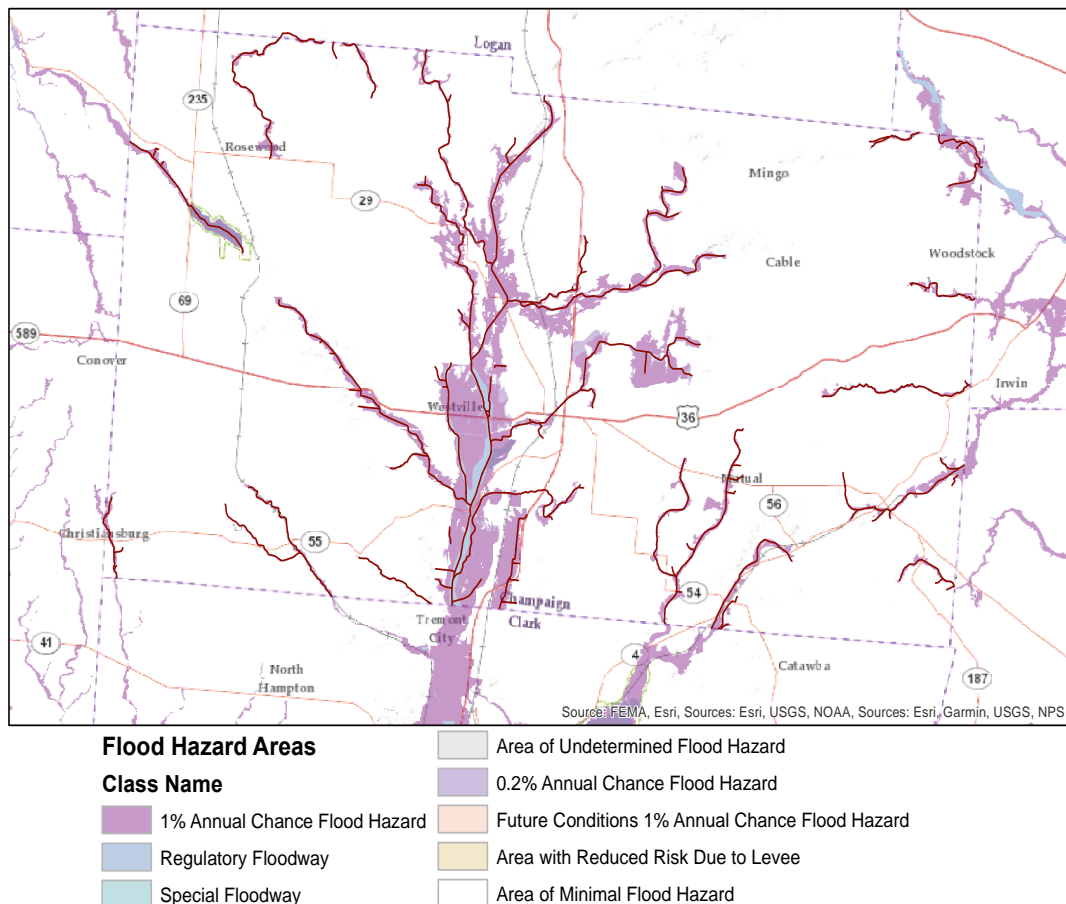 Logan
235
Rosewood
Mingo
29
Cable
Woodstock
69
589
Conover
Irwin
Westville
36
Mutual
56
Christiansburg
55
54
Champaign
Clark
Tremont
City
41
4
North
Hampton
Catawba
187
Source: FEMA, Esri, Sources: Esri, USGS, NOAA, Sources: Esri, Garmin, USGS, NPS
Flood Hazard Areas
Class Name
1% Annual Chance Flood Hazard
Regulatory Floodway
Special Floodway
Area of Undetermined Flood Hazard
0.2% Annual Chance Flood Hazard
Future Conditions 1% Annual Chance Flood Hazard
Area with Reduced Risk Due to Levee
Area of Minimal Flood Hazard